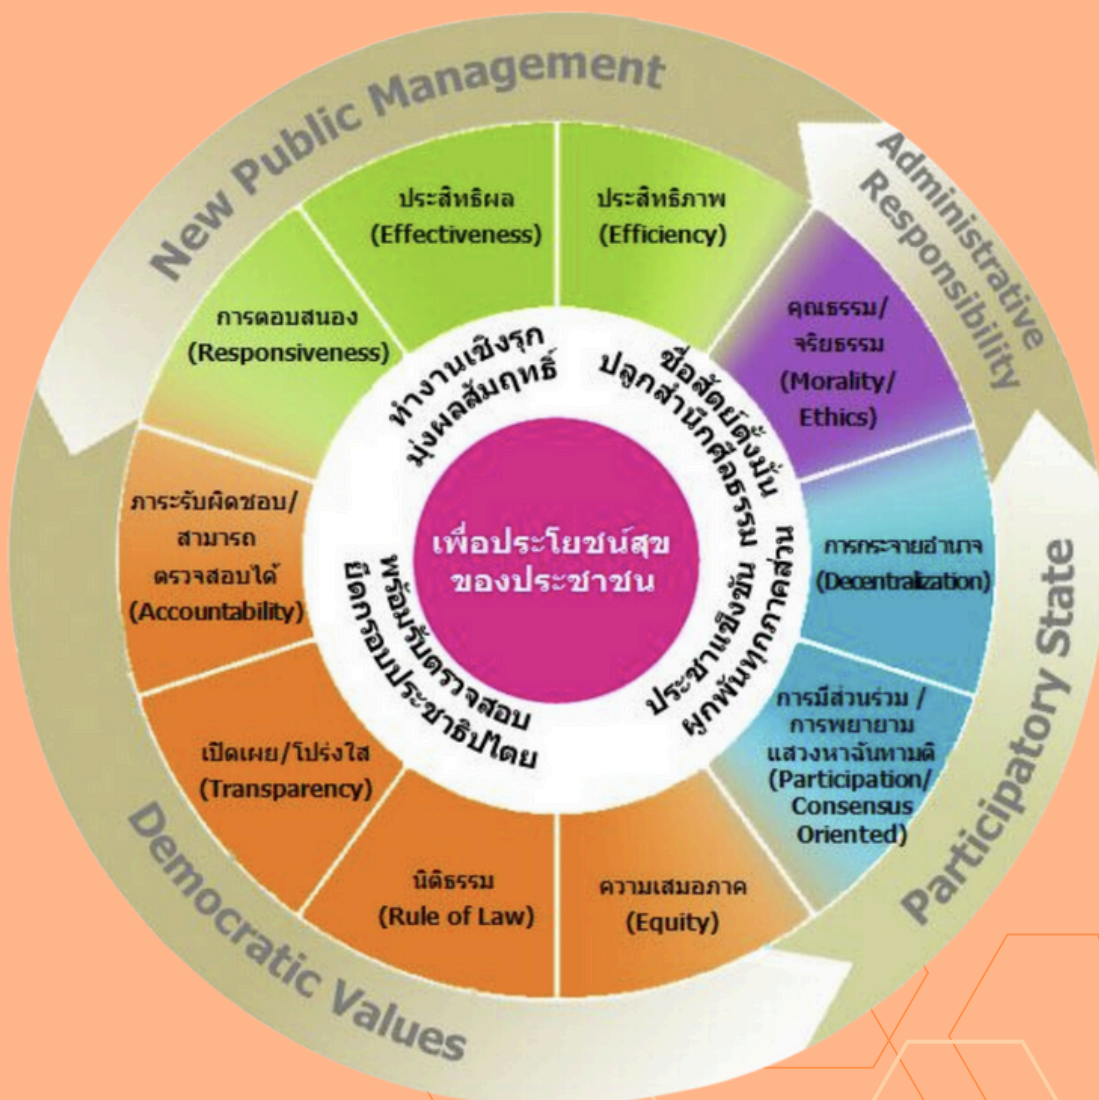 New Public Management
Administrative
Responsibility
Participatory State
Democratic Values
ประสิทธิผล
(Effectiveness)
ประสิทธิภาพ
(Efficiency)
คุณธรรม/
จริยธรรม
(Morality/
Ethics)
การกระจายอำนาจ
(Decentralization)
การมีส่วนร่วม /
การพยายาม
แสวงหาฉันทามติ
(Participation/
Consensus
Oriented)
ความเสมอภาค
(Equity)
นิติธรรม
(Rule of Law)
เปิดเผย/โปร่งใส
(Transparency)
ภาระรับผิดชอบ/
สามารถ
ตรวจสอบได้
(Accountability)
การตอบสนอง
(Responsiveness)
ทำงานเชิงรุก
มุ่งผลสัมฤทธิ์
ซื่อสัตย์ตั้งมั่น
ปลูกสำนึกศีลธรรม
ประชาแข็งขัน
ผูกพันทุกภาคส่วน
พร้อมรับตรวจสอบ
ยึดกรอบประชาธิปไตย
เพื่อประโยชน์สุข
ของประชาชน